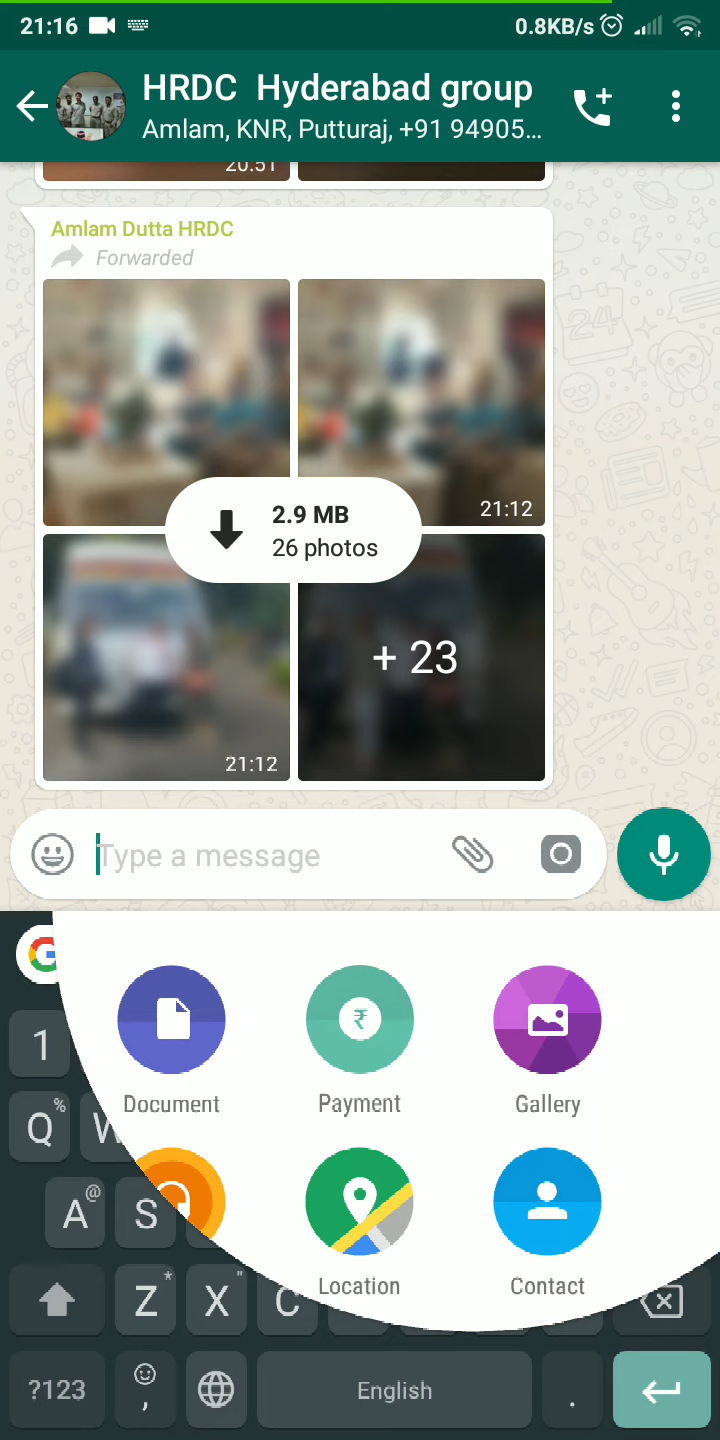 21:16
0.8KB/s
HRDC Hyderabad group
Amlam, KNR, Putturaj, +91 94905...
20:51
Amlam Dutta HRDC
Forwarded
2.9 MB
26 photos
21:12
+ 23
21:12
Type a message
Document
Payment
₹
Gallery
Location
Contact
1
Q %
W
A @
S
Z *
X "
C
?123
,
English
.